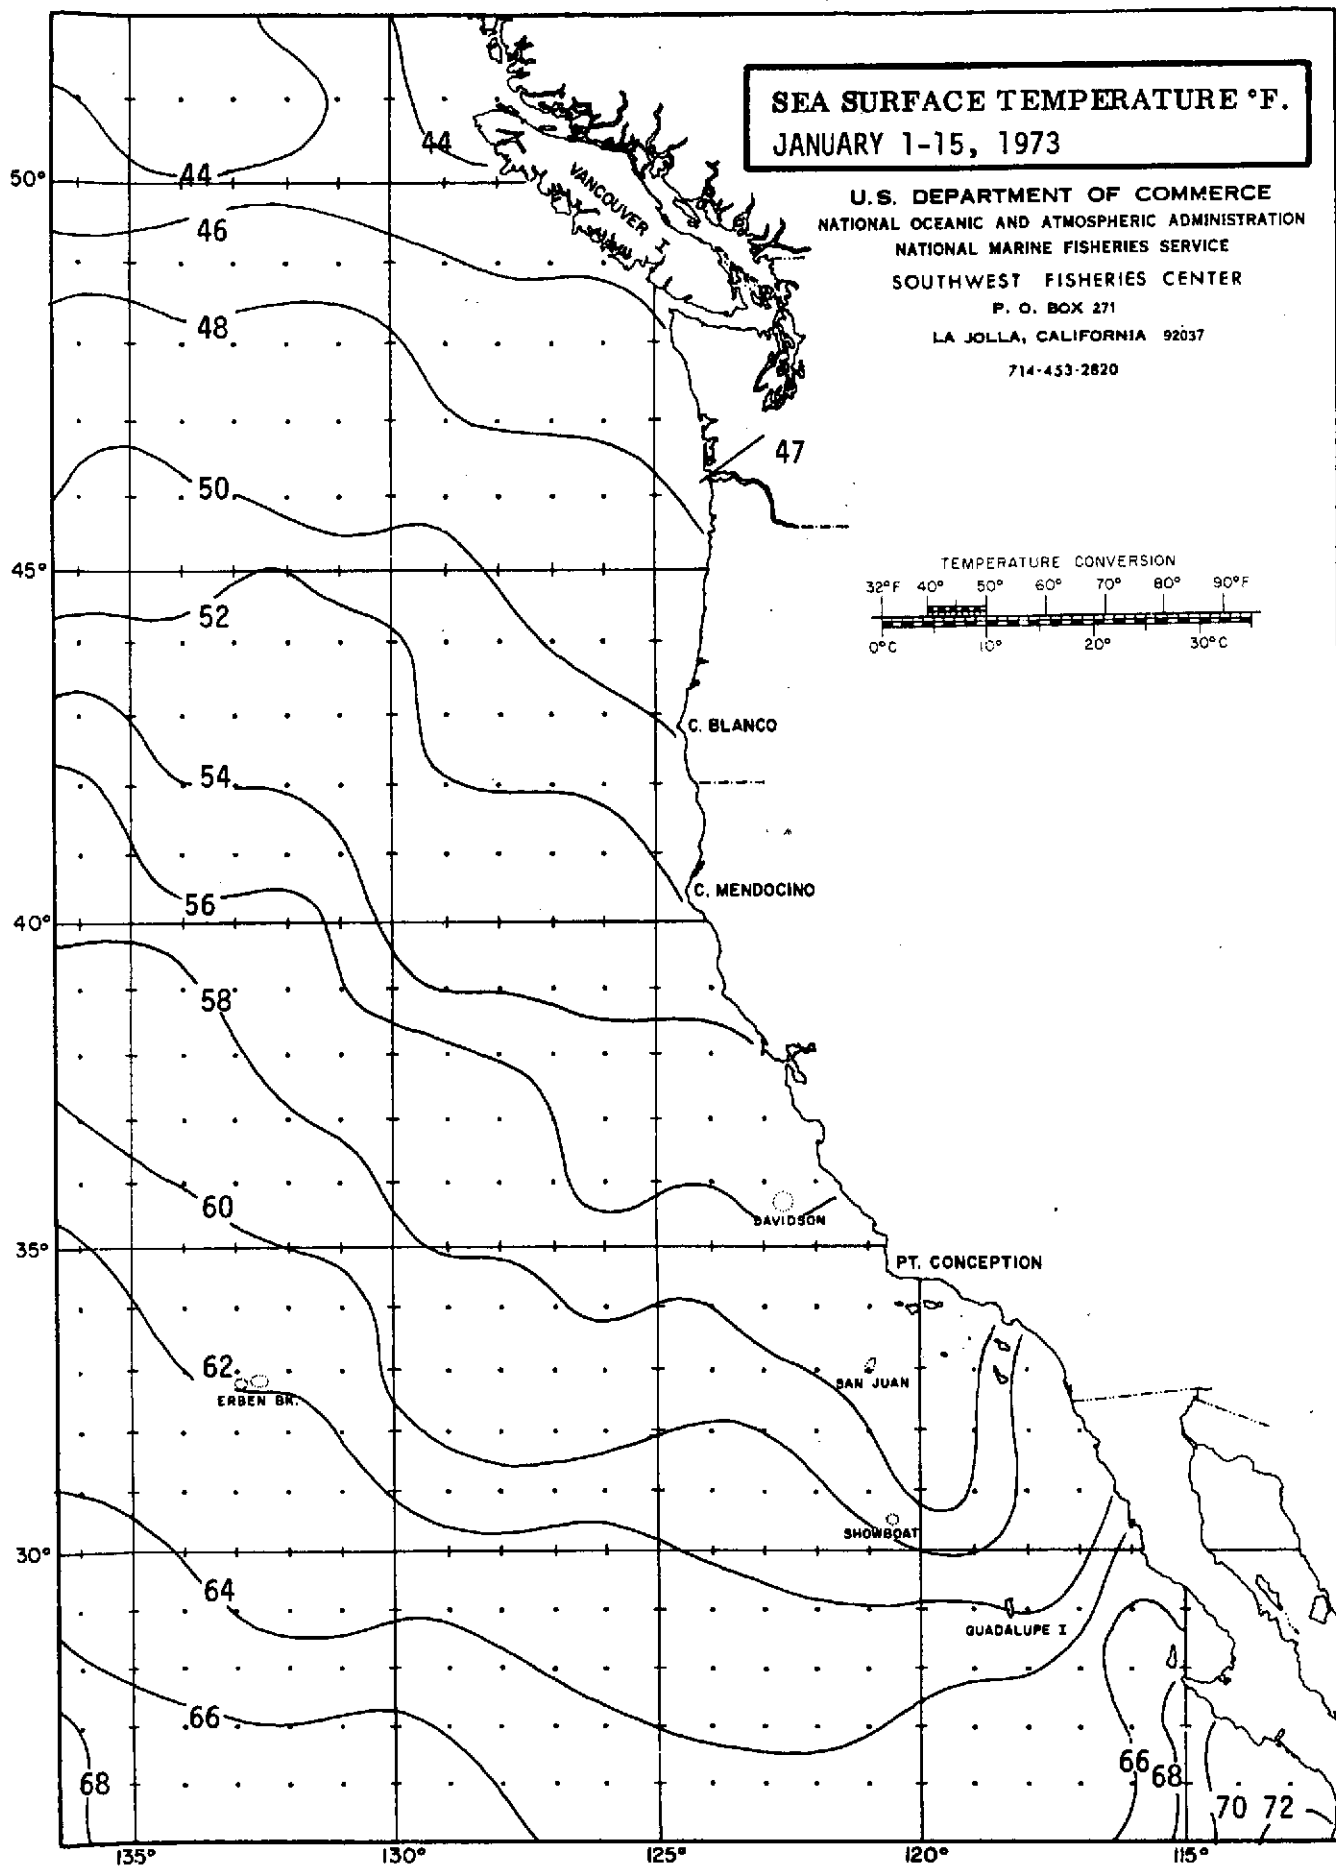 SEA SURFACE TEMPERATURE °F.
JANUARY 1-15, 1973
U.S. DEPARTMENT OF COMMERCE
NATIONAL OCEANIC AND ATMOSPHERIC ADMINISTRATION
NATIONAL MARINE FISHERIES SERVICE
SOUTHWEST FISHERIES CENTER
P. O. BOX 271
LA JOLLA, CALIFORNIA 92037
714-453-2820
44
44
50°
VANCOUVER I
46
48
47
50
TEMPERATURE CONVERSION
32°F 40° 50° 60° 70° 80° 90°F
0°C 10° 20° 30°C
45°
52
C. BLANCO
54
C. MENDOCINO
56
40°
58
60
DAVIDSON
35°
PT. CONCEPTION
62
SAN JUAN
ERBEN BK.
SHOWBOAT
30°
64
GUADALUPE I
66
66
68
68
70 72
135° 130° 125° 120° 115°